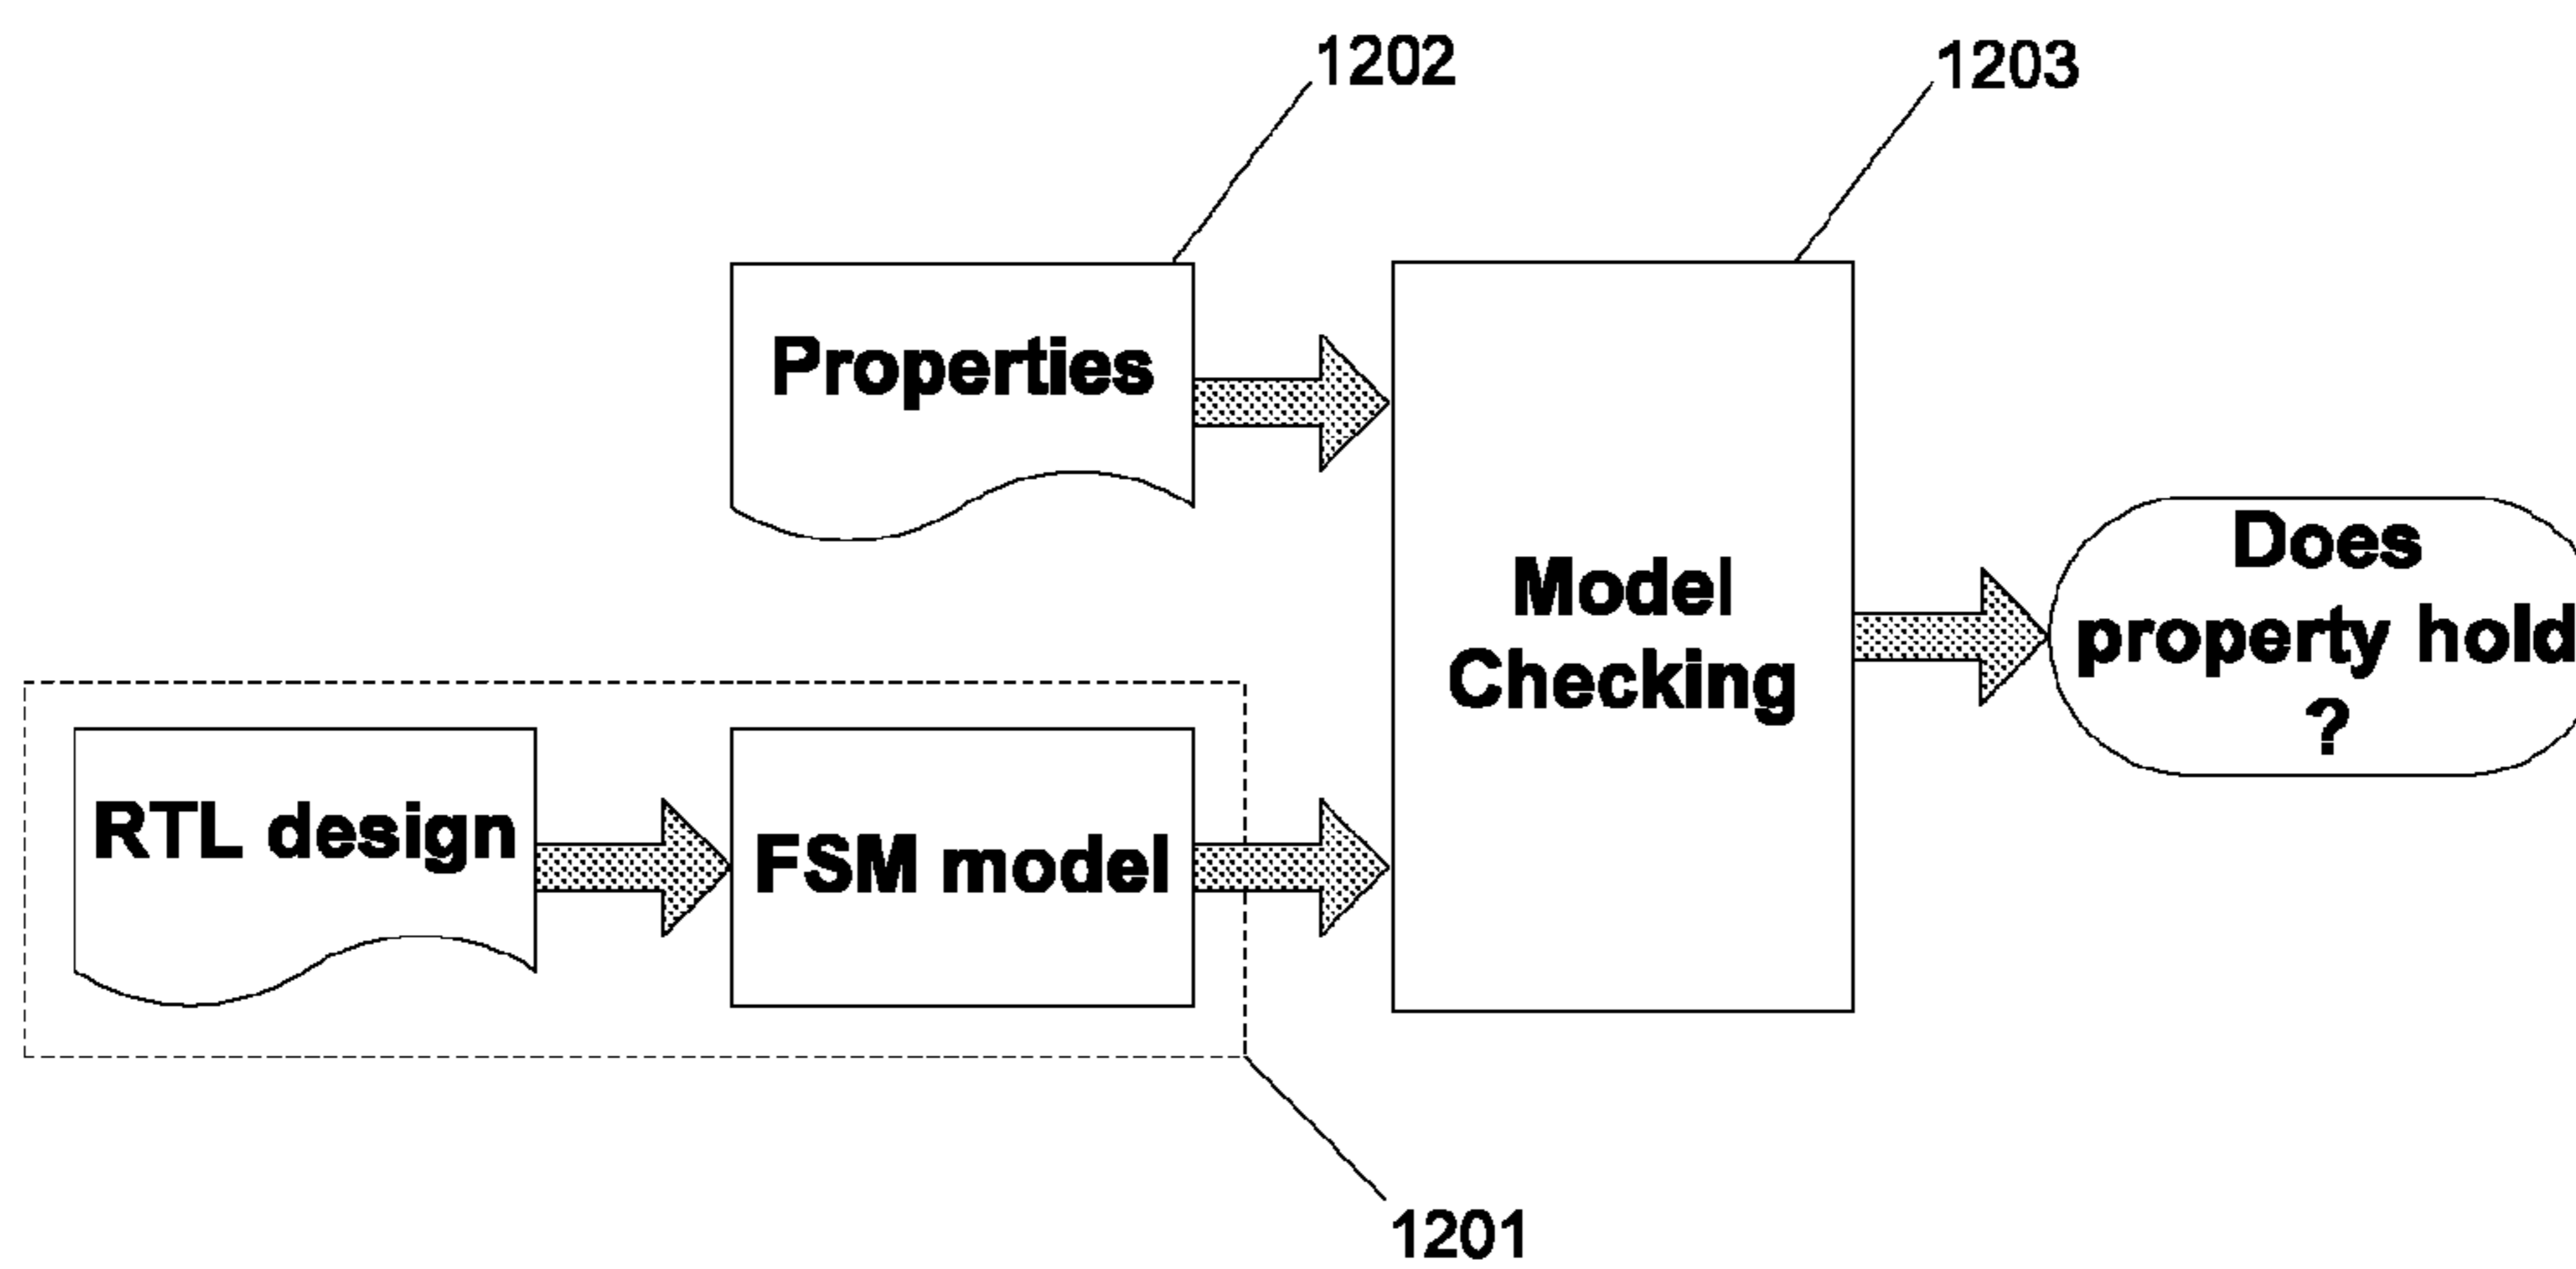 1202
1203
Properties
Model
Checking
Does
property hold
?
RTL design
FSM model
1201